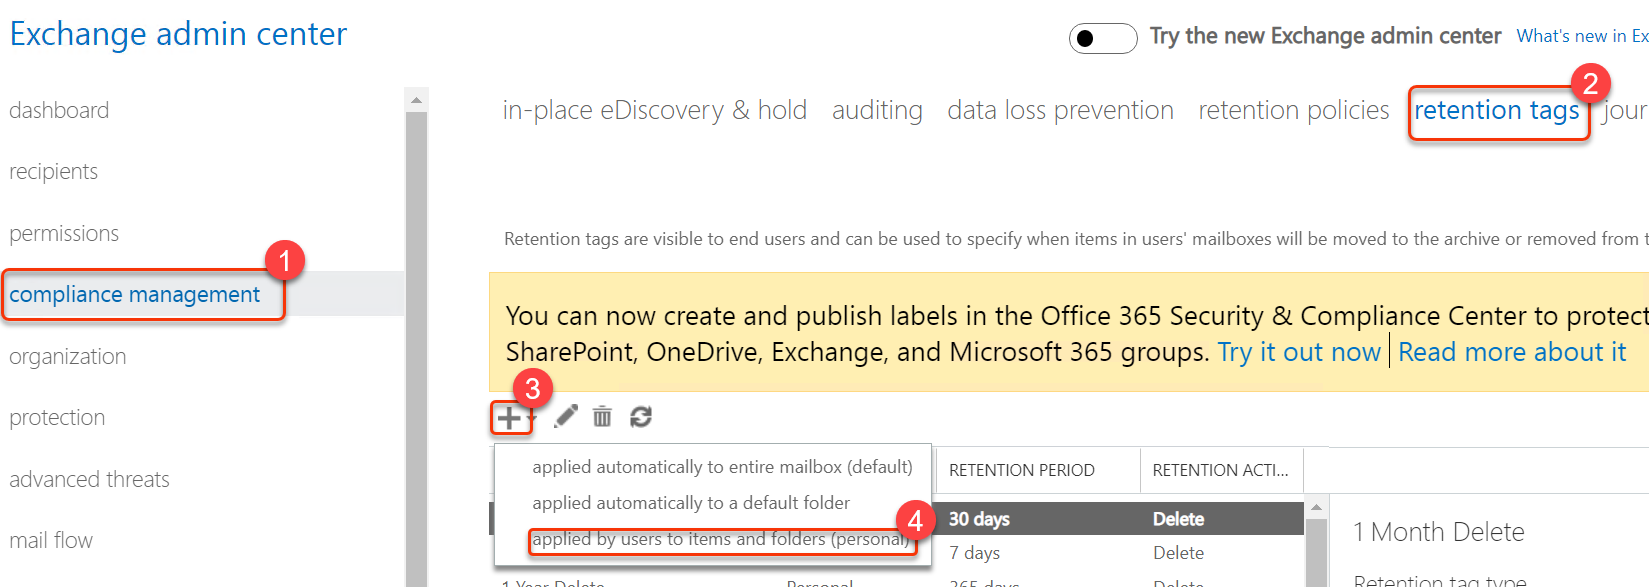 Exchange admin center
Try the new Exchange admin center What's new in Ex
dashboard
recipients
permissions
1
compliance management
organization
protection
advanced threats
mail flow
in-place eDiscovery & hold auditing data loss prevention retention policies retention tags jour
2
Retention tags are visible to end users and can be used to specify when items in users' mailboxes will be moved to the archive or removed from t
You can now create and publish labels in the Office 365 Security & Compliance Center to protect
SharePoint, OneDrive, Exchange, and Microsoft 365 groups. Try it out now | Read more about it
3
applied automatically to entire mailbox (default)
applied automatically to a default folder
applied by users to items and folders (personal)
4
RETENTION PERIOD RETENTION ACTI...
30 days Delete
7 days Delete
1 Year Delete Personal 365 days Delete
1 Month Delete
Retention tag type